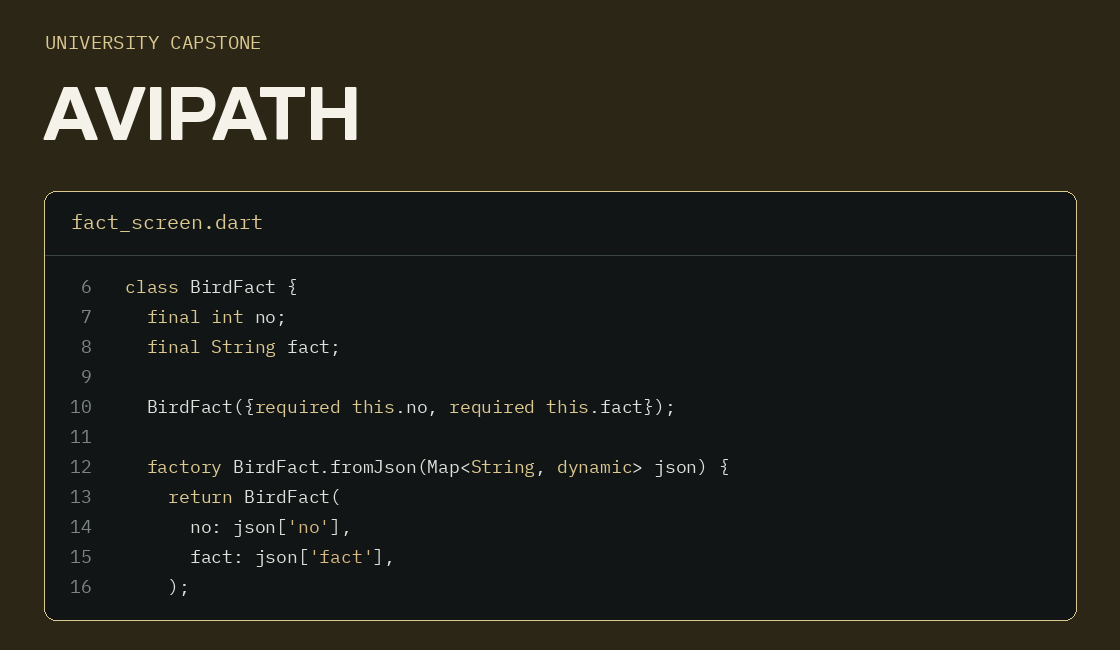 UNIVERSITY CAPSTONE
AVIPATH
fact_screen.dart
6 class BirdFact {
7   final int no;
8   final String fact;
9
10   BirdFact({required this.no, required this.fact});
11
12   factory BirdFact.fromJson(Map<String, dynamic> json) {
13     return BirdFact(
14       no: json['no'],
15       fact: json['fact'],
16     );